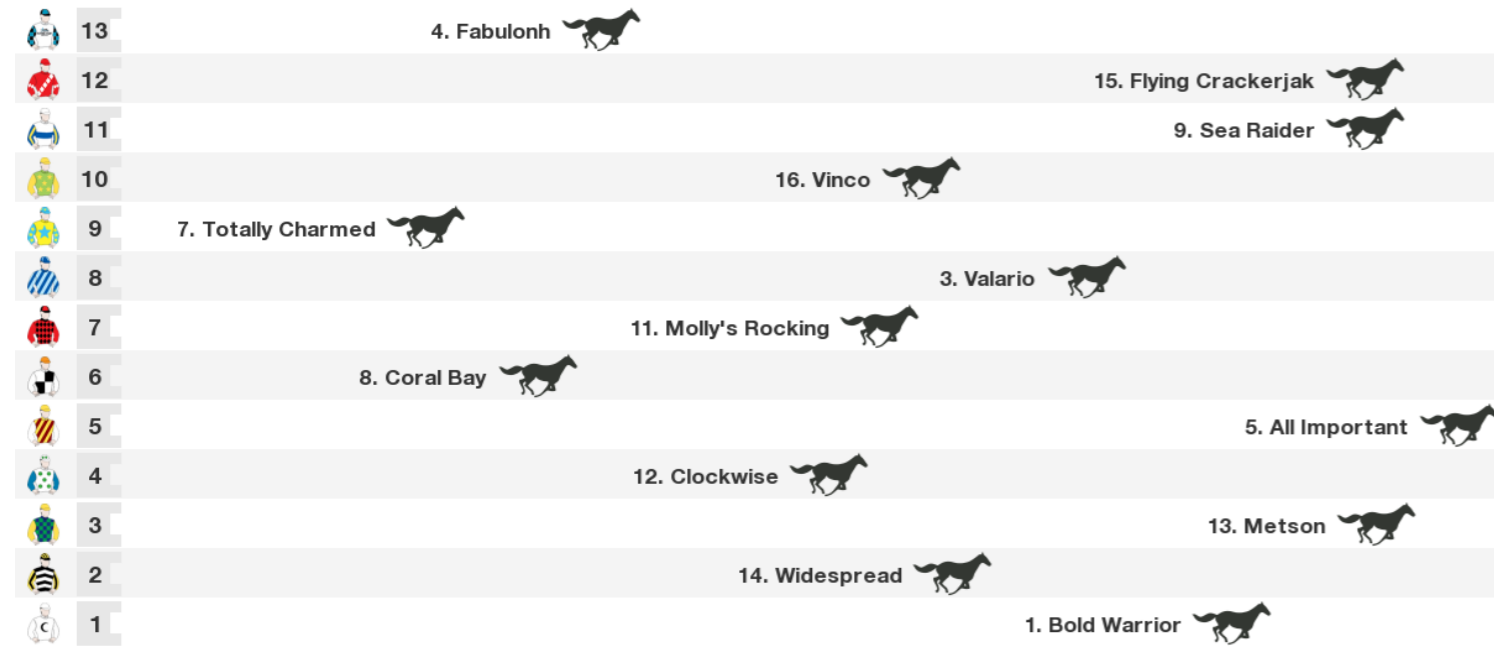 13 4. Fabulonh
12 15. Flying Crackerjak
11 9. Sea Raider
10 16. Vinco
9 7. Totally Charmed
8 3. Valario
7 11. Molly's Rocking
6 8. Coral Bay
5 5. All Important
4 12. Clockwise
3 13. Metson
2 14. Widespread
C 1 1. Bold Warrior